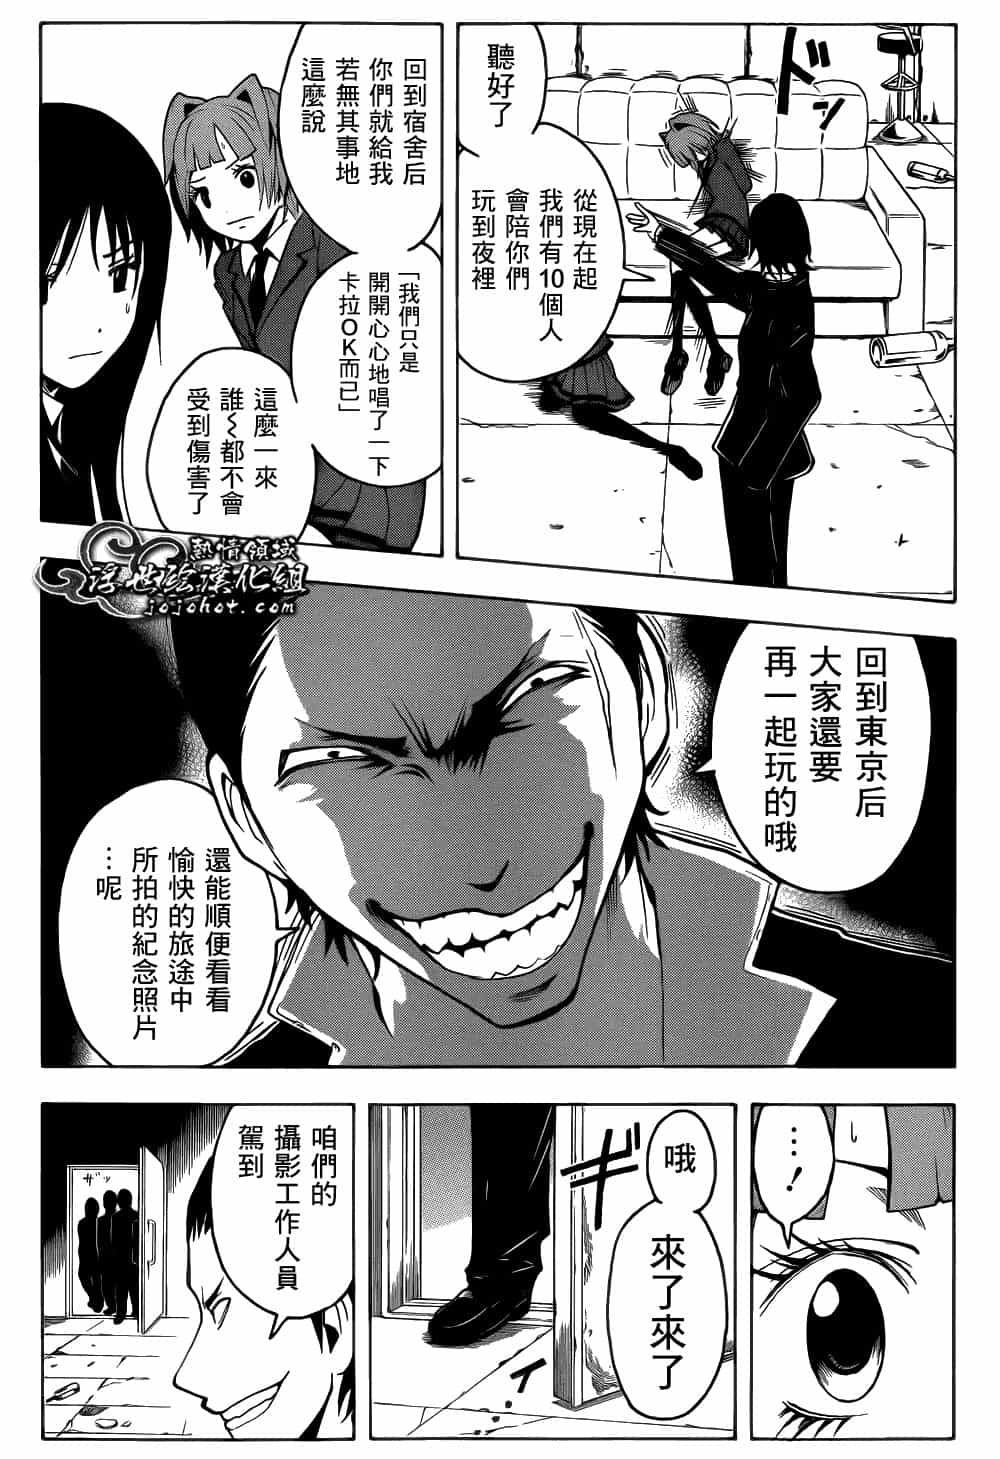 聽好了
從現在起
我們有10個人
會陪你們
玩到夜裡
ドド
回到宿舍后
你們就給我
若無其事地
這麼說
「我們只是
開開心心地唱了一下
卡拉OK而已」
這麼一來
誰～都不會
受到傷害了
熱情領域
浮世繪漢化組
jojohot.com
回到東京后
大家還要
再一起玩的哦
還能順便看看
愉快的旅途中
所拍的紀念照片
…呢
…！
哦
來了來了
ギィ
咱們的
攝影工作人員
駕到
ザッ